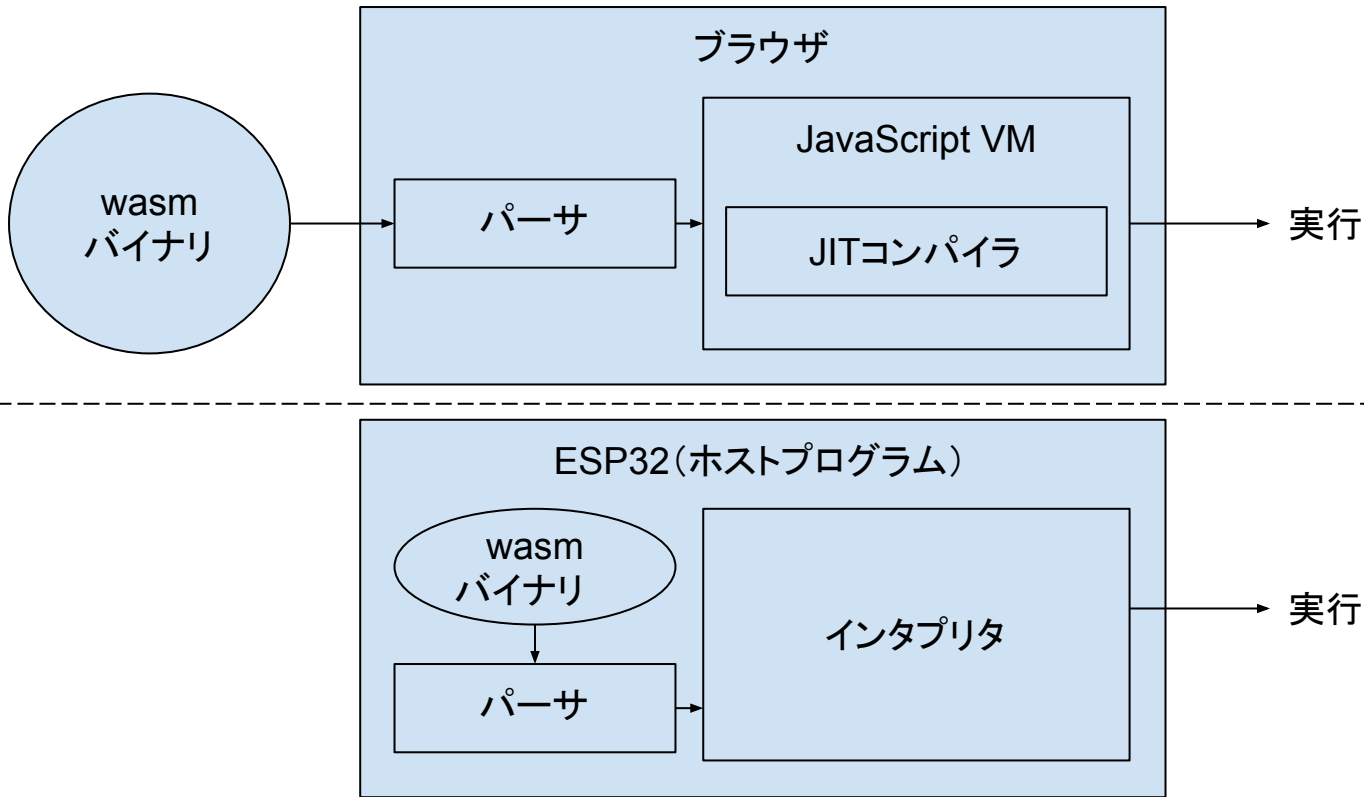 ブラウザ
wasm
バイナリ
パーサ
JavaScript VM
JITコンパイラ
実行
ESP32（ホストプログラム）
wasm
バイナリ
パーサ
インタプリタ
実行